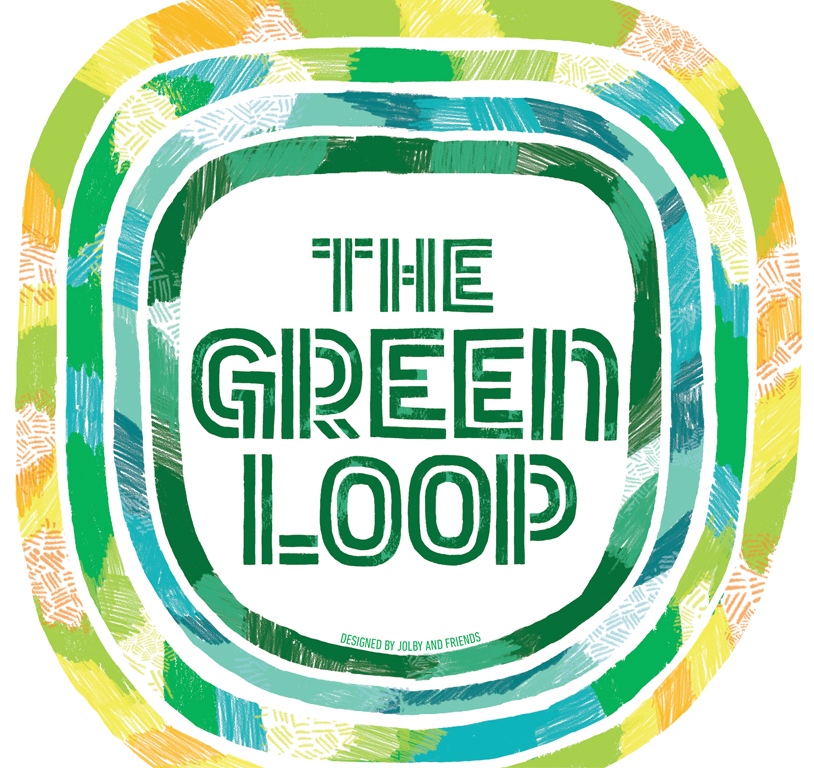 THE
GREEN
LOOP
DESIGNED BY JOLBY AND FRIENDS